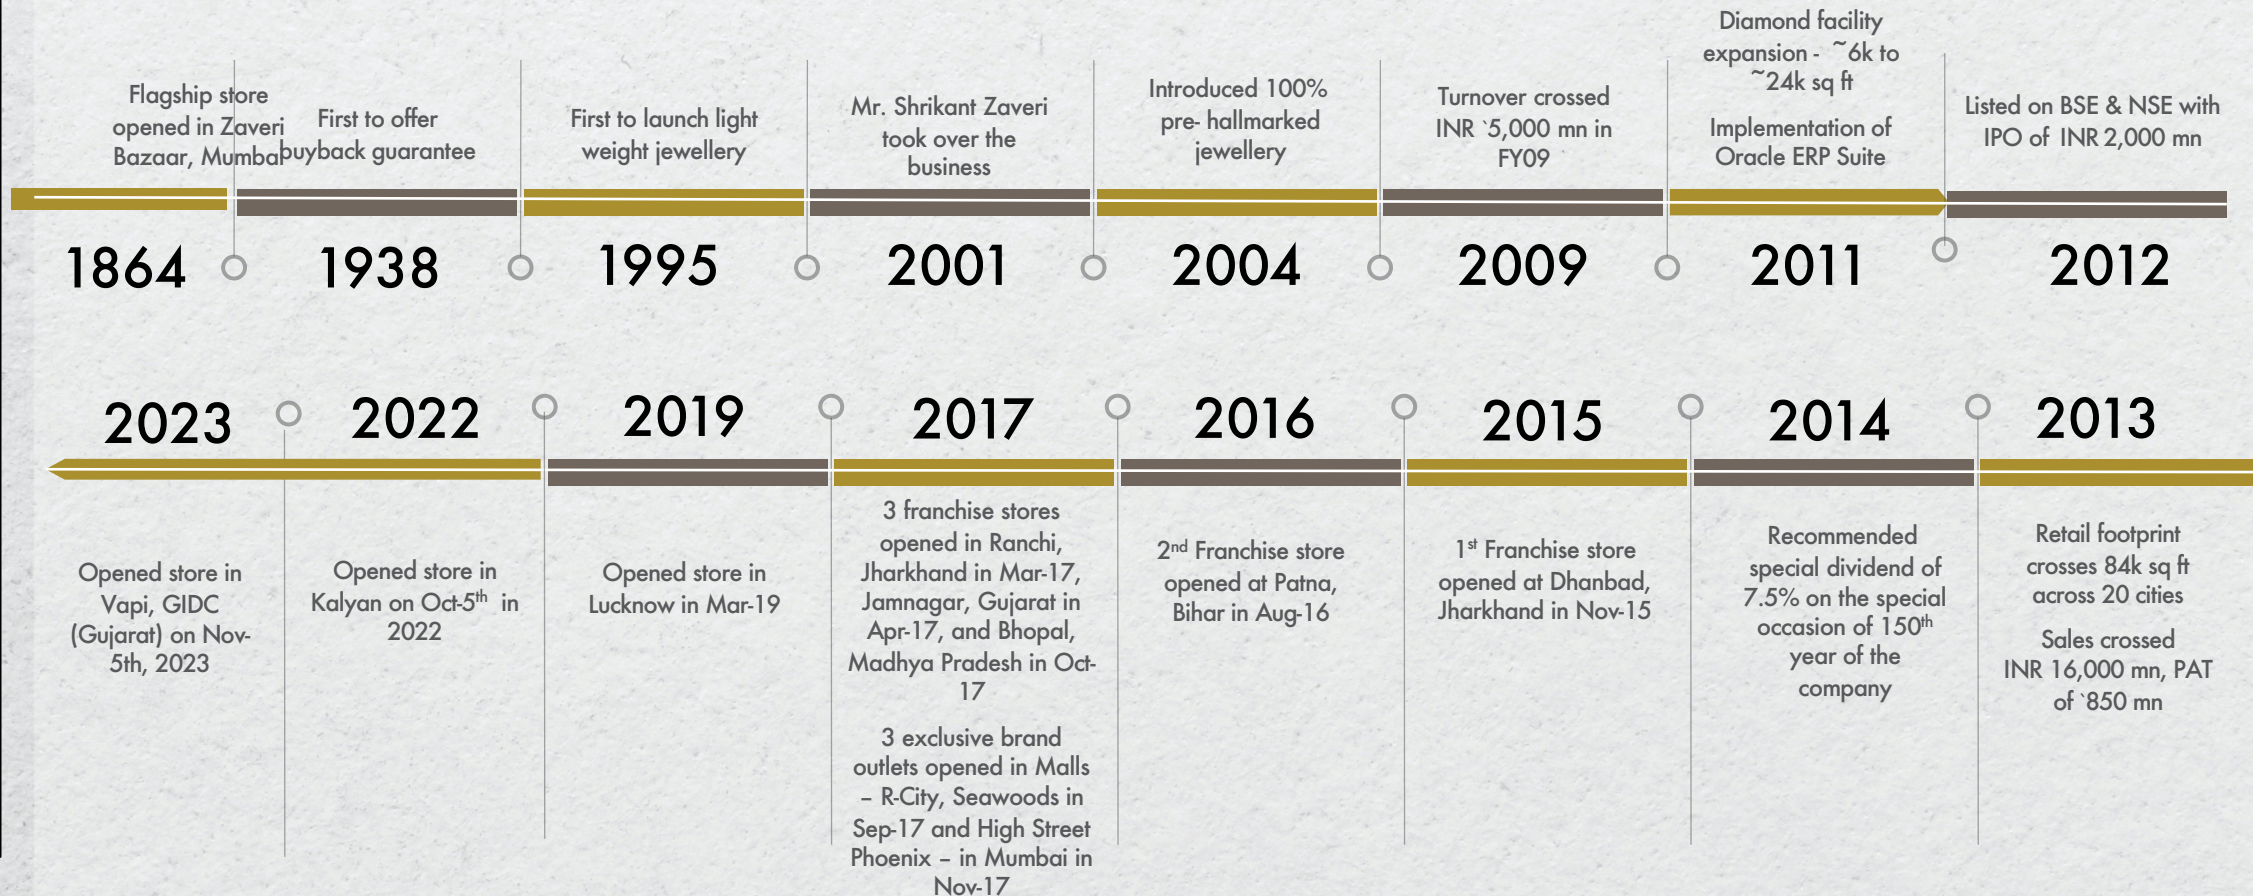 Flagship store
opened in Zaveri
Bazaar, Mumbai
First to offer
buyback guarantee
First to launch light
weight jewellery
Mr. Shrikant Zaveri
took over the
business
Introduced 100%
pre- hallmarked
jewellery
Turnover crossed
INR `5,000 mn in
FY09
Diamond facility
expansion - ~6k to
~24k sq ft
Implementation of
Oracle ERP Suite
Listed on BSE & NSE with
IPO of INR 2,000 mn
1864
1938
1995
2001
2004
2009
2011
2012
2023
2022
2019
2017
2016
2015
2014
2013
Opened store in
Vapi, GIDC
(Gujarat) on Nov-
5th, 2023
Opened store in
Kalyan on Oct-5th in
2022
Opened store in
Lucknow in Mar-19
3 franchise stores
opened in Ranchi,
Jharkhand in Mar-17,
Jamnagar, Gujarat in
Apr-17, and Bhopal,
Madhya Pradesh in Oct-
17
3 exclusive brand
outlets opened in Malls
– R-City, Seawoods in
Sep-17 and High Street
Phoenix – in Mumbai in
Nov-17
2nd Franchise store
opened at Patna,
Bihar in Aug-16
1st Franchise store
opened at Dhanbad,
Jharkhand in Nov-15
Recommended
special dividend of
7.5% on the special
occasion of 150th
year of the
company
Retail footprint
crosses 84k sq ft
across 20 cities
Sales crossed
INR 16,000 mn, PAT
of `850 mn